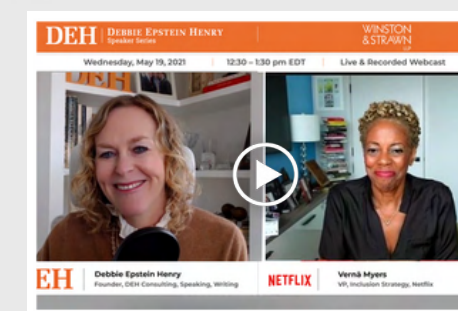 DEH DEBBIE EPSTEIN HENRY
Speaker Series
WINSTON
& STRAWN
LLP
Wednesday, May 19, 2021 | 12:30 – 1:30 pm EDT | Live & Recorded Webcast
EH
Debbie Epstein Henry
Founder, DEH Consulting, Speaking, Writing
NETFLIX
Vernā Myers
VP, Inclusion Strategy, Netflix